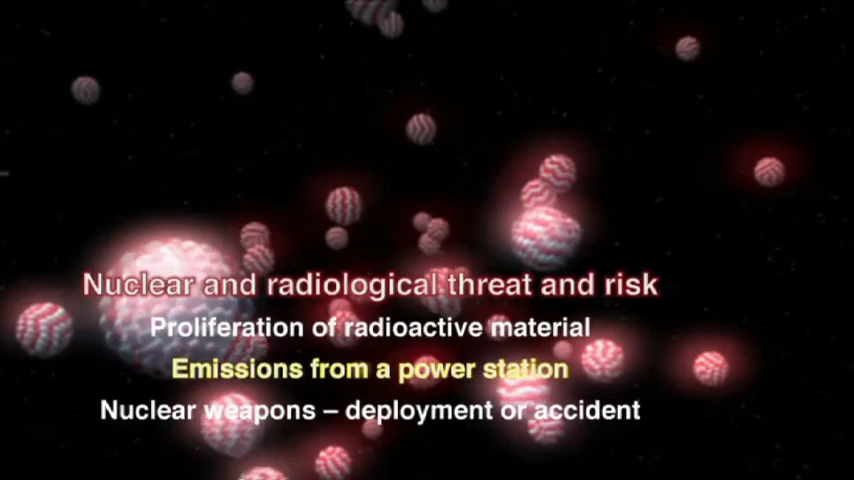 Nuclear and radiological threat and risk
Proliferation of radioactive material
Emissions from a power station
Nuclear weapons – deployment or accident